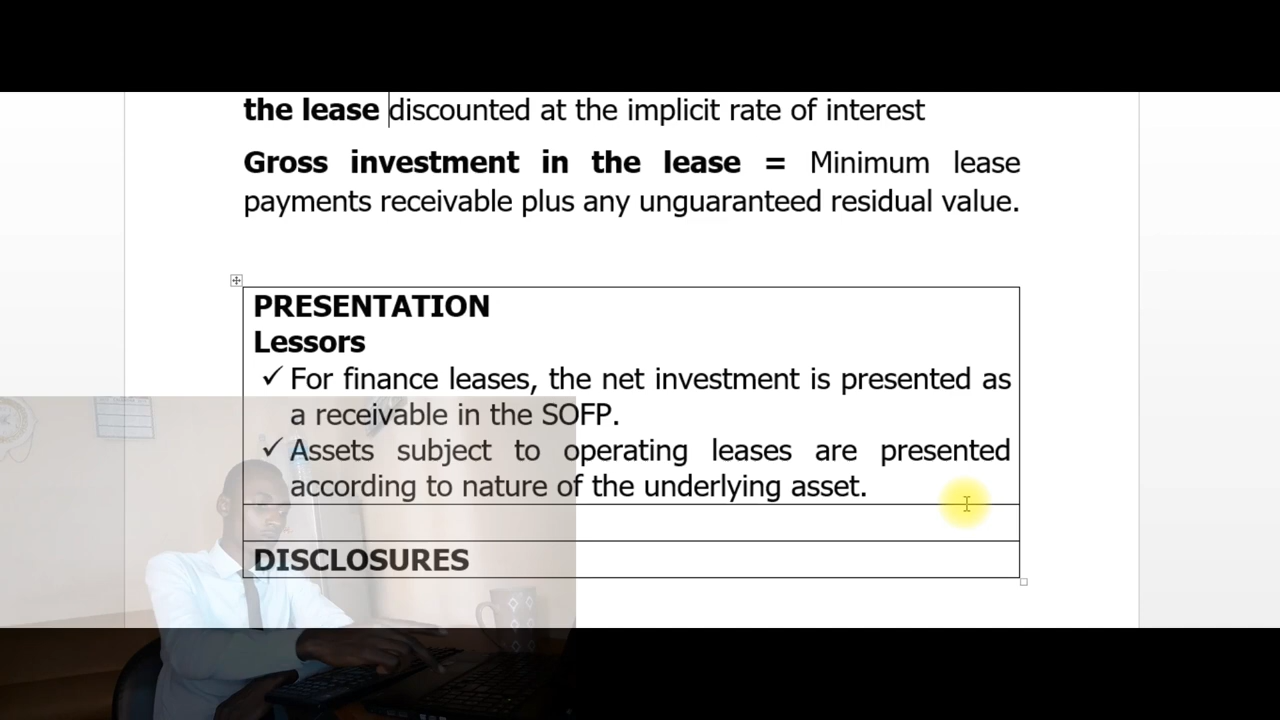 the lease discounted at the implicit rate of interest
Gross investment in the lease = Minimum lease
payments receivable plus any unguaranteed residual value.
PRESENTATION
Lessors
✓ For finance leases, the net investment is presented as
a receivable in the SOFP.
✓ Assets subject to operating leases are presented
according to nature of the underlying asset.
DISCLOSURES